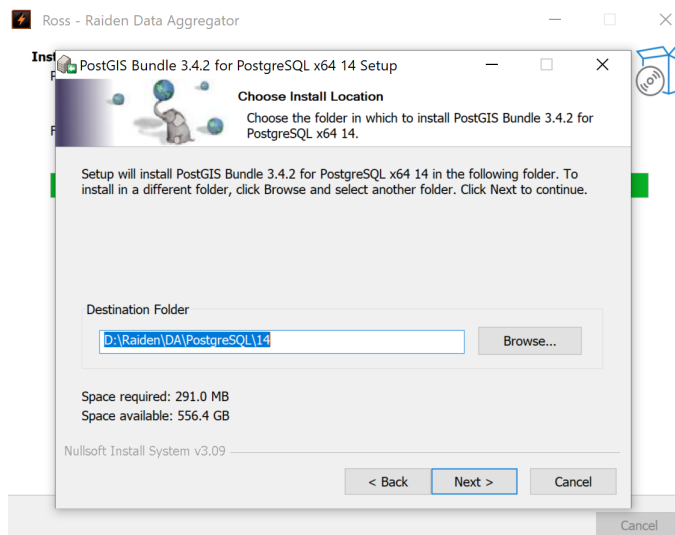 Ross - Raiden Data Aggregator
Inst
PostGIS Bundle 3.4.2 for PostgreSQL x64 14 Setup
Choose Install Location
Choose the folder in which to install PostGIS Bundle 3.4.2 for
PostgreSQL x64 14.
Setup will install PostGIS Bundle 3.4.2 for PostgreSQL x64 14 in the following folder. To
install in a different folder, click Browse and select another folder. Click Next to continue.
Destination Folder
D:\Raiden\DA\PostgreSQL\14
Browse...
Space required: 291.0 MB
Space available: 556.4 GB
Nullsoft Install System v3.09
< Back
Next >
Cancel
Cancel